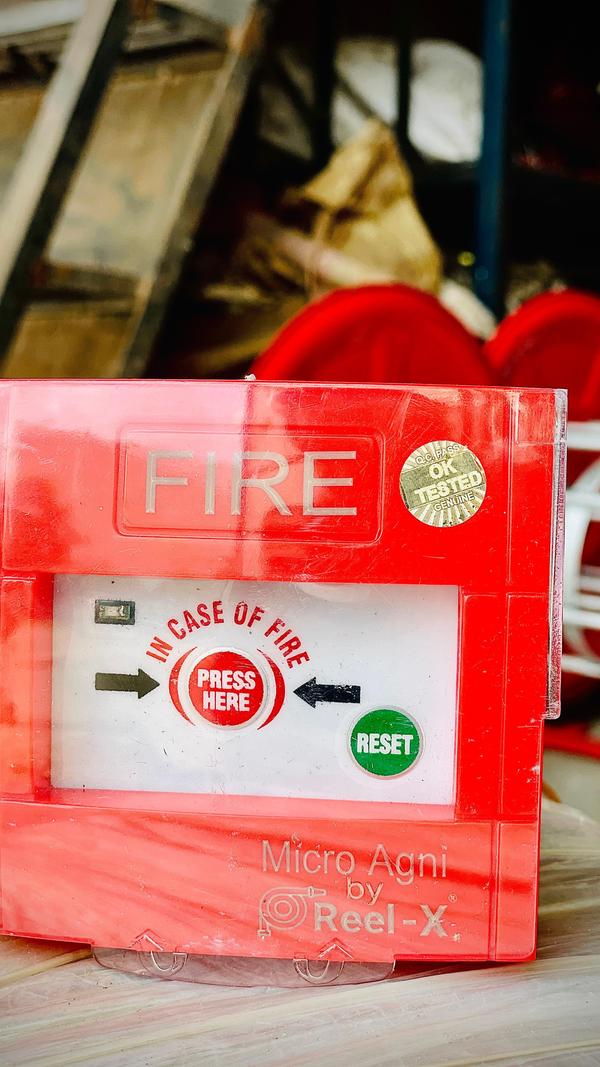 FIRE
Q.C. PASS
OK
TESTED
GENUINE
IN CASE OF FIRE
PRESS
HERE
RESET
Micro Agni
by
Reel-X®